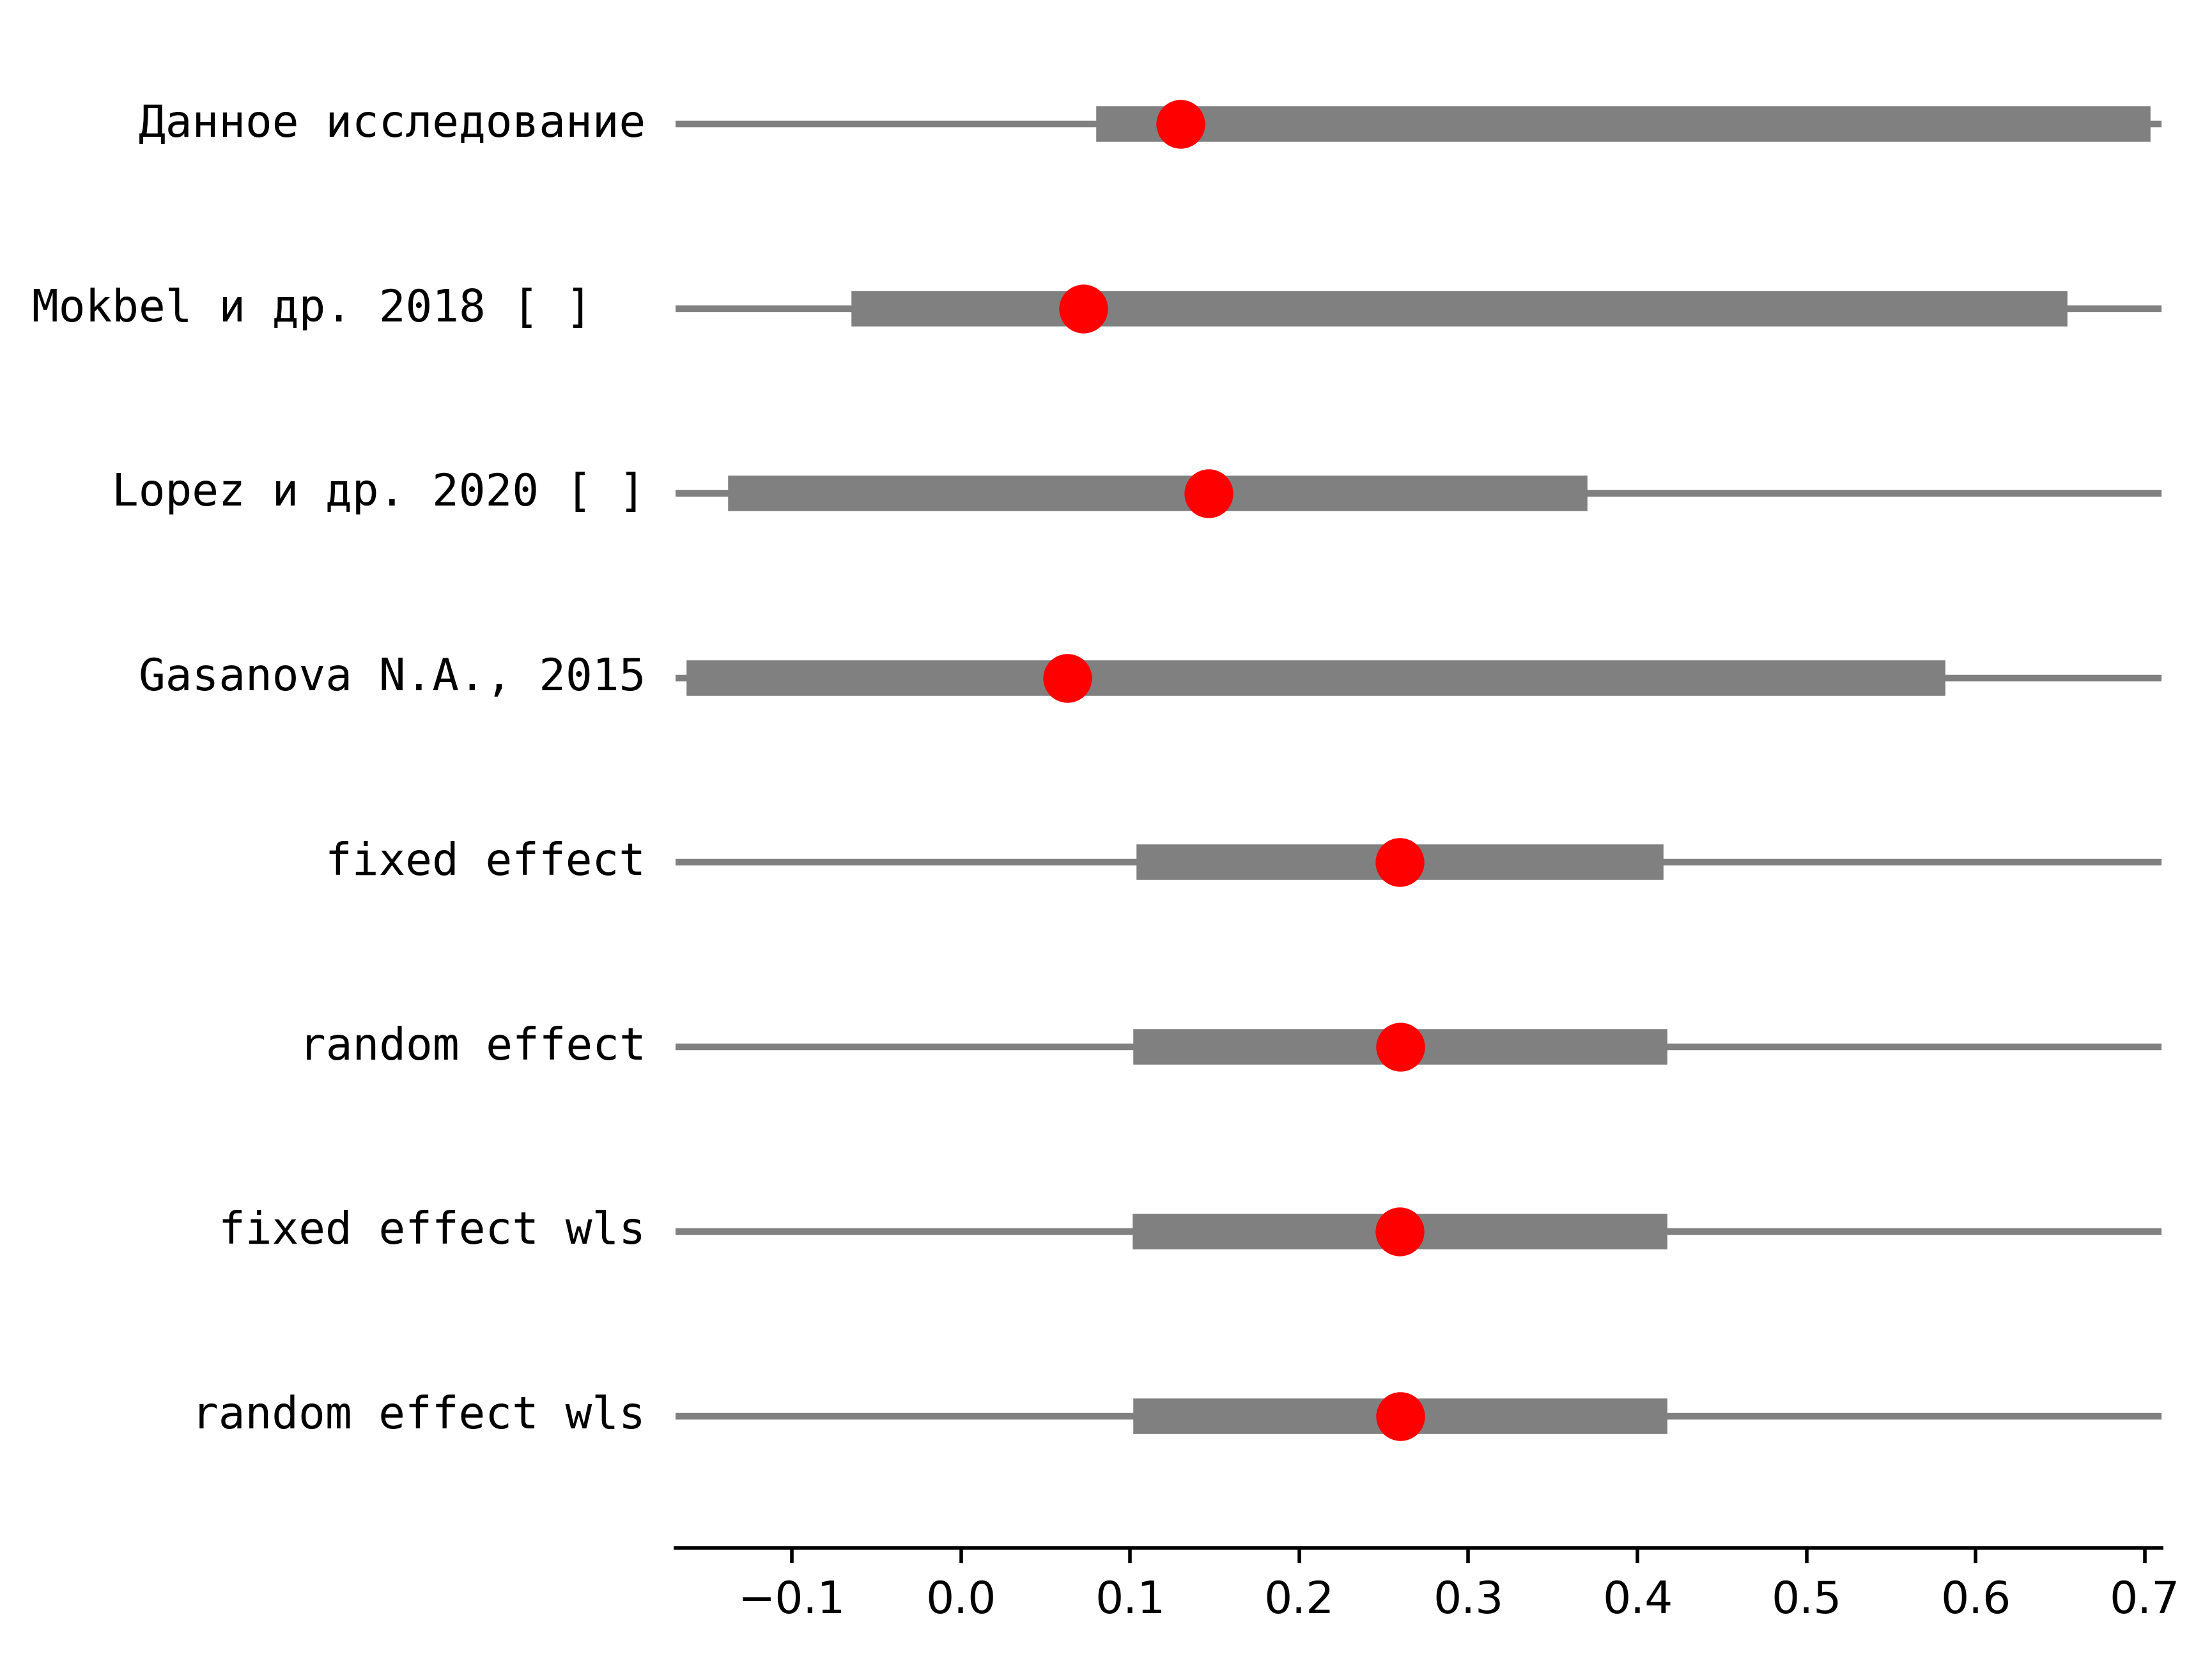 Данное исследование
Mokbel и др. 2018 [ ]
Lopez и др. 2020 [ ]
Gasanova N.A., 2015
fixed effect
random effect
fixed effect wls
random effect wls
−0.1 0.0 0.1 0.2 0.3 0.4 0.5 0.6 0.7